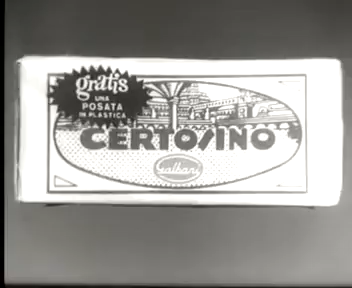 gratis
UNA
POSATA
IN PLASTICA
CERTOSINO
Galbani